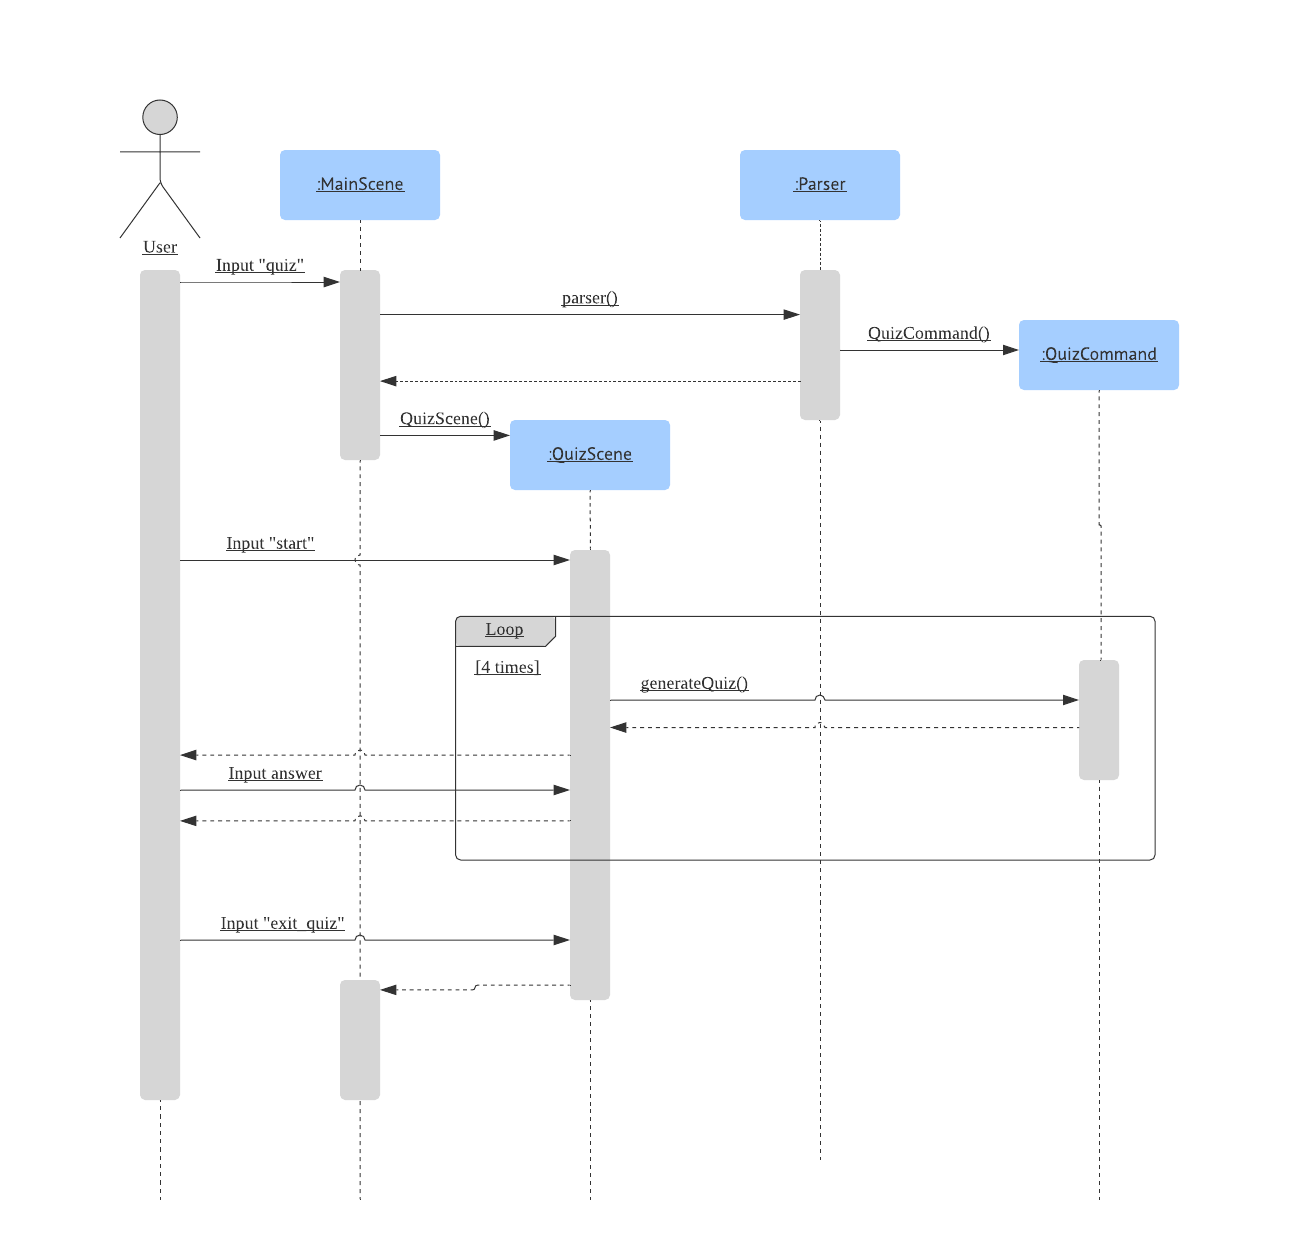 :MainScene
:Parser
User
Input "quiz"
parser()
QuizCommand()
:QuizCommand
QuizScene()
:QuizScene
Input "start"
Loop
[4 times]
generateQuiz()
Input answer
Input "exit_quiz"